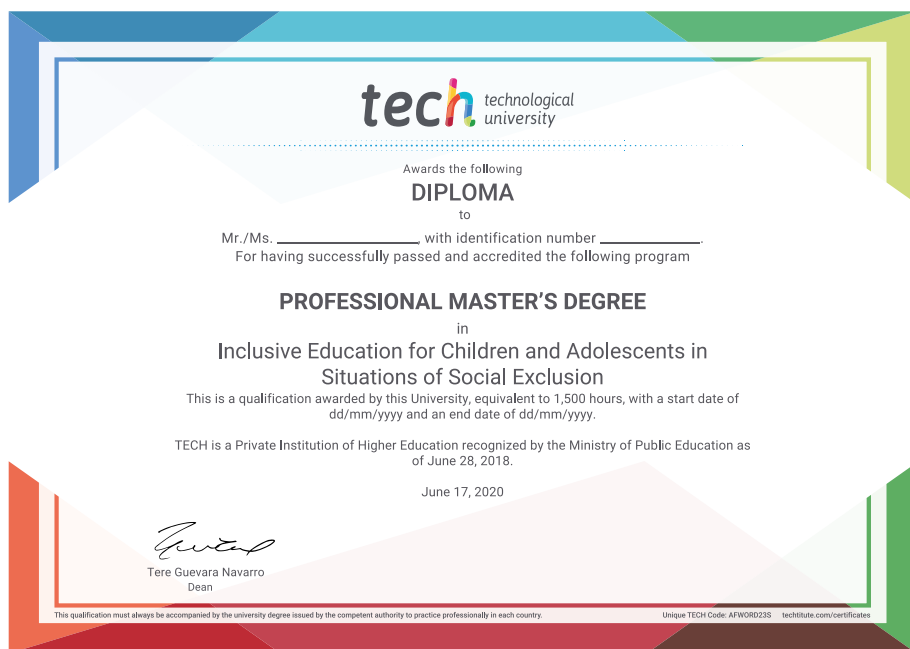 tech technological
university
Awards the following
DIPLOMA
to
Mr./Ms. ____________________, with identification number ______________.
For having successfully passed and accredited the following program
PROFESSIONAL MASTER'S DEGREE
in
Inclusive Education for Children and Adolescents in
Situations of Social Exclusion
This is a qualification awarded by this University, equivalent to 1,500 hours, with a start date of
dd/mm/yyyy and an end date of dd/mm/yyyy.
TECH is a Private Institution of Higher Education recognized by the Ministry of Public Education as
of June 28, 2018.
June 17, 2020
Tere Guevara Navarro
Dean
This qualification must always be accompanied by the university degree issued by the competent authority to practice professionally in each country.
Unique TECH Code: AFWORD23S techtitute.com/certificates